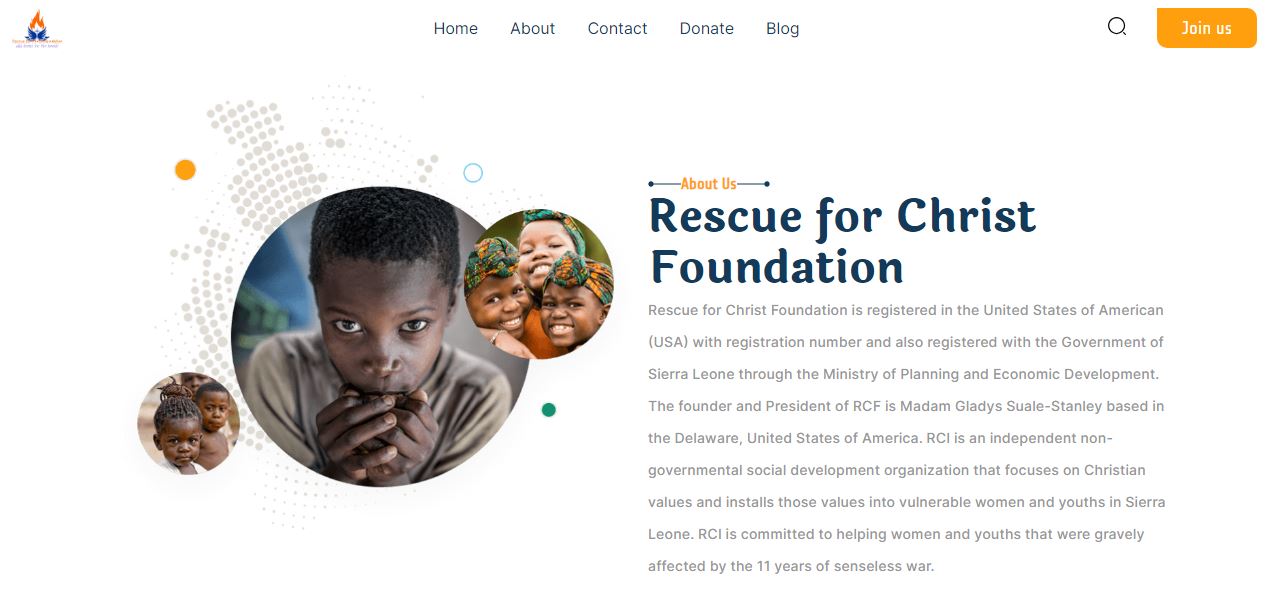 Home About Contact Donate Blog Join us
About Us
Rescue for Christ
Foundation
Rescue for Christ Foundation is registered in the United States of American
(USA) with registration number and also registered with the Government of
Sierra Leone through the Ministry of Planning and Economic Development.
The founder and President of RCF is Madam Gladys Suale-Stanley based in
the Delaware, United States of America. RCI is an independent non-
governmental social development organization that focuses on Christian
values and installs those values into vulnerable women and youths in Sierra
Leone. RCI is committed to helping women and youths that were gravely
affected by the 11 years of senseless war.